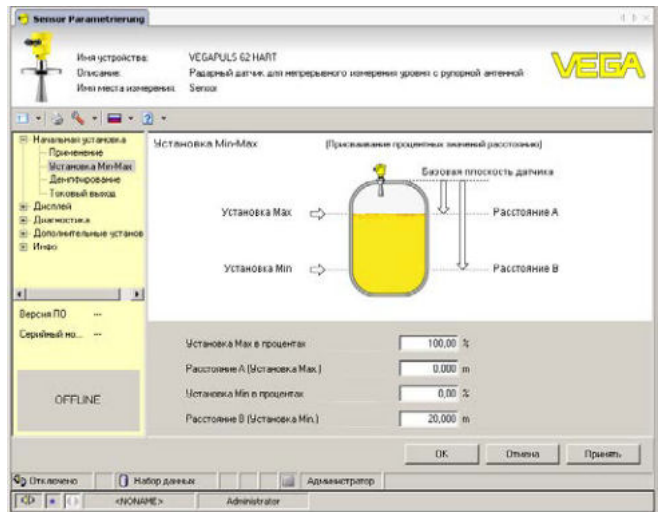 Sensor Parametrierung
Имя устройства: VEGAPULS 62 HART
Описание: Радарный датчик для непрерывного измерения уровня с рупорной антенной
Имя места измерения: Sensor
VEGA
Начальная установка
Применение
Установка Min-Max
Демпфирование
Токовый выход
Дисплей
Диагностика
Дополнительные установ
Инфо
Версия ПО ---
Серийный но... ---
OFFLINE
Установка Min-Max (Присваивание процентных значений расстоянию)
Базовая плоскость датчика
Установка Max Расстояние A
Установка Min Расстояние B
Установка Max в процентах 100,00 %
Расстояние A (Установка Max.) 0,000 m
Установка Min в процентах 0,00 %
Расстояние B (Установка Min.) 20,000 m
OK Отмена Принять
Отключено Набор данных Администратор
<NONAME> Administrator